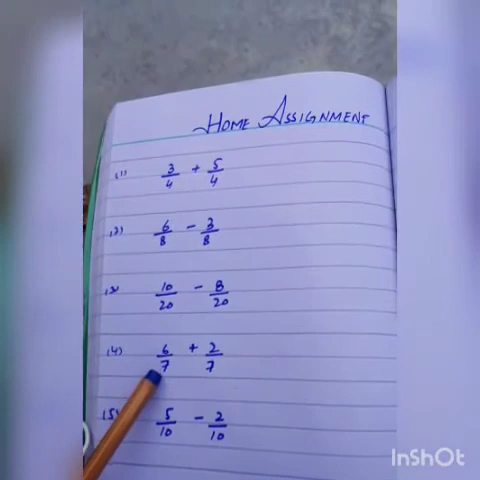 HOME ASSIGNMENT
(1) 3/4 + 5/4
(2) 6/8 - 3/8
(3) 10/20 - 8/20
(4) 6/7 + 2/7
(5) 5/10 - 2/10
InShOt